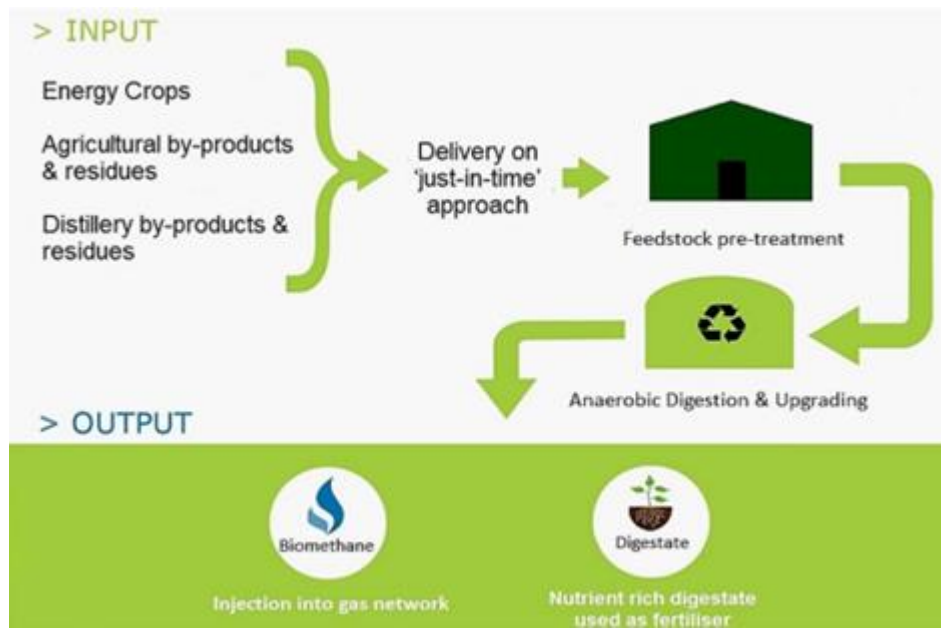 > INPUT
Energy Crops
Agricultural by-products
& residues
Distillery by-products &
residues
Delivery on
'just-in-time'
approach
Feedstock pre-treatment
Anaerobic Digestion & Upgrading
> OUTPUT
Biomethane
Injection into gas network
Digestate
Nutrient rich digestate
used as fertiliser